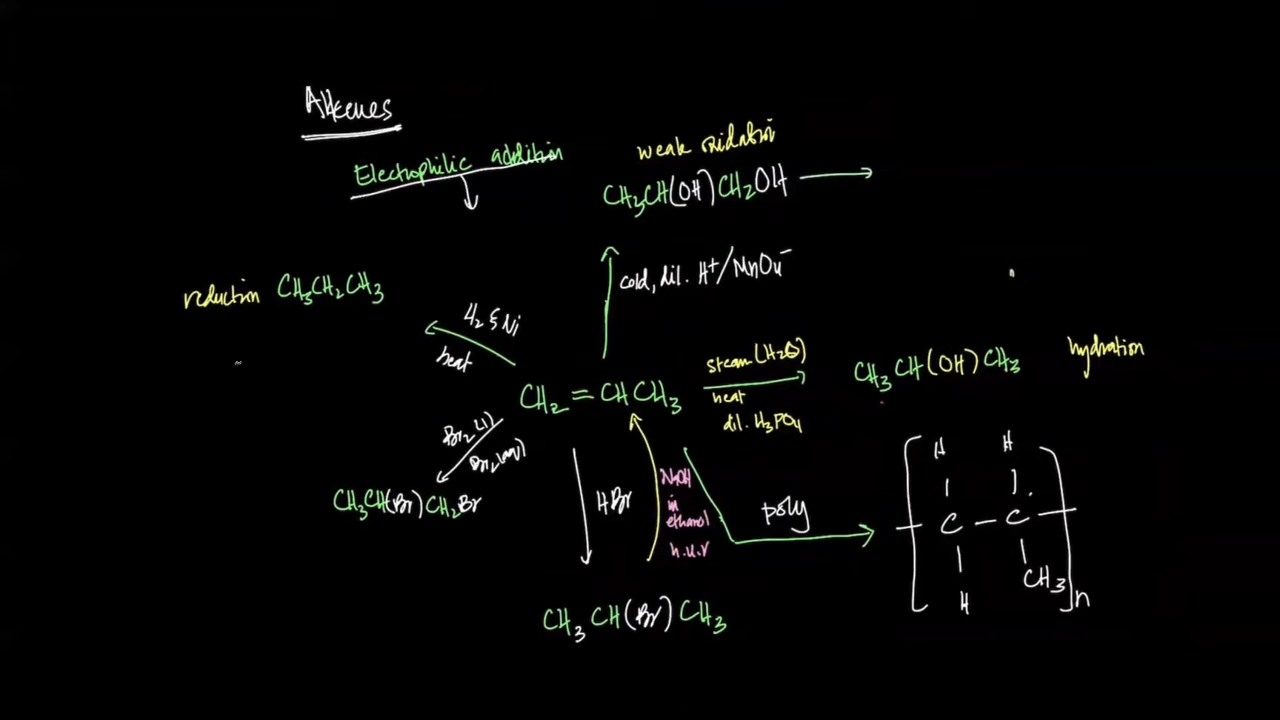 Alkenes
Electrophilic addition
weak oxidation
CH₃CH(OH)CH₂OH
cold, dil. H⁺/MnO₄⁻
reduction CH₃CH₂CH₃
H₂ & Ni
heat
steam (H₂O)
heat
dil. H₃PO₄
CH₃CH(OH)CH₃
hydration
CH₂=CHCH₃
Br₂(l)
Br₂(aq)
CH₃CH(Br)CH₂Br
HBr
NaOH
in
ethanol
h.u.r
poly
H H
C – C
H CH₃
n
CH₃CH(Br)CH₃